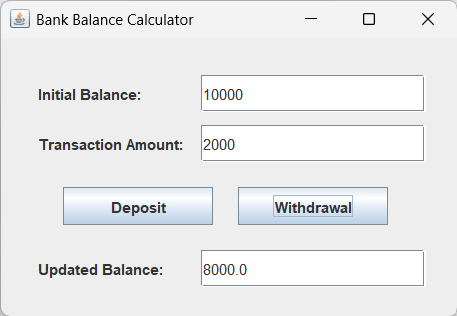 Bank Balance Calculator
Initial Balance: 10000
Transaction Amount: 2000
Deposit Withdrawal
Updated Balance: 8000.0